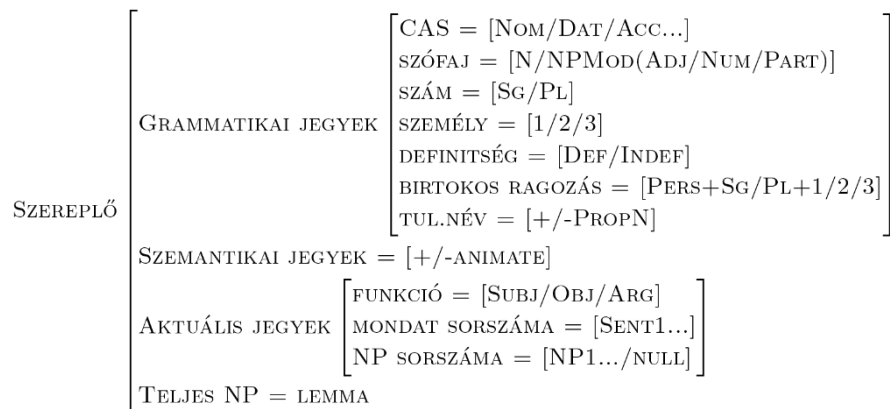 CAS = [Nom/Dat/Acc...]
szófaj = [N/NPMod(Adj/Num/Part)]
szám = [Sg/Pl]
Grammatikai jegyek személy = [1/2/3]
definitség = [Def/Indef]
birtokos ragozás = [Pers+Sg/Pl+1/2/3]
Szereplő tul.név = [+/-PropN]
Szemantikai jegyek = [+/-animate]
funkció = [Subj/Obj/Arg]
Aktuális jegyek mondat sorszáma = [Sent1...]
NP sorszáma = [NP1.../null]
Teljes NP = lemma